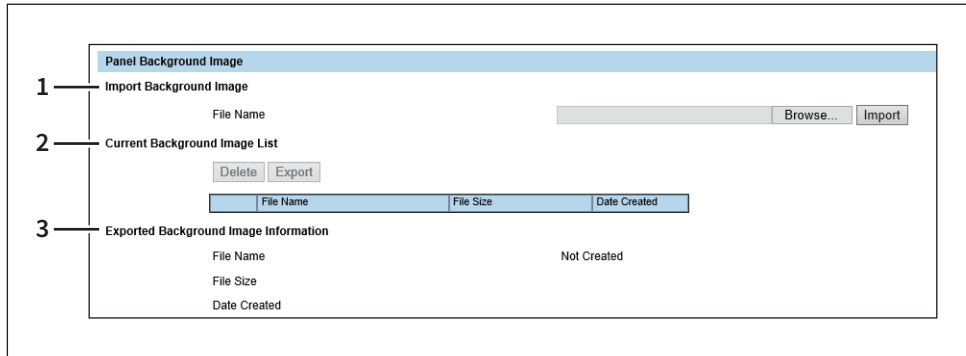 Panel Background Image
1 Import Background Image
File Name Browse... Import
2 Current Background Image List
Delete Export
File Name File Size Date Created
3 Exported Background Image Information
File Name Not Created
File Size
Date Created